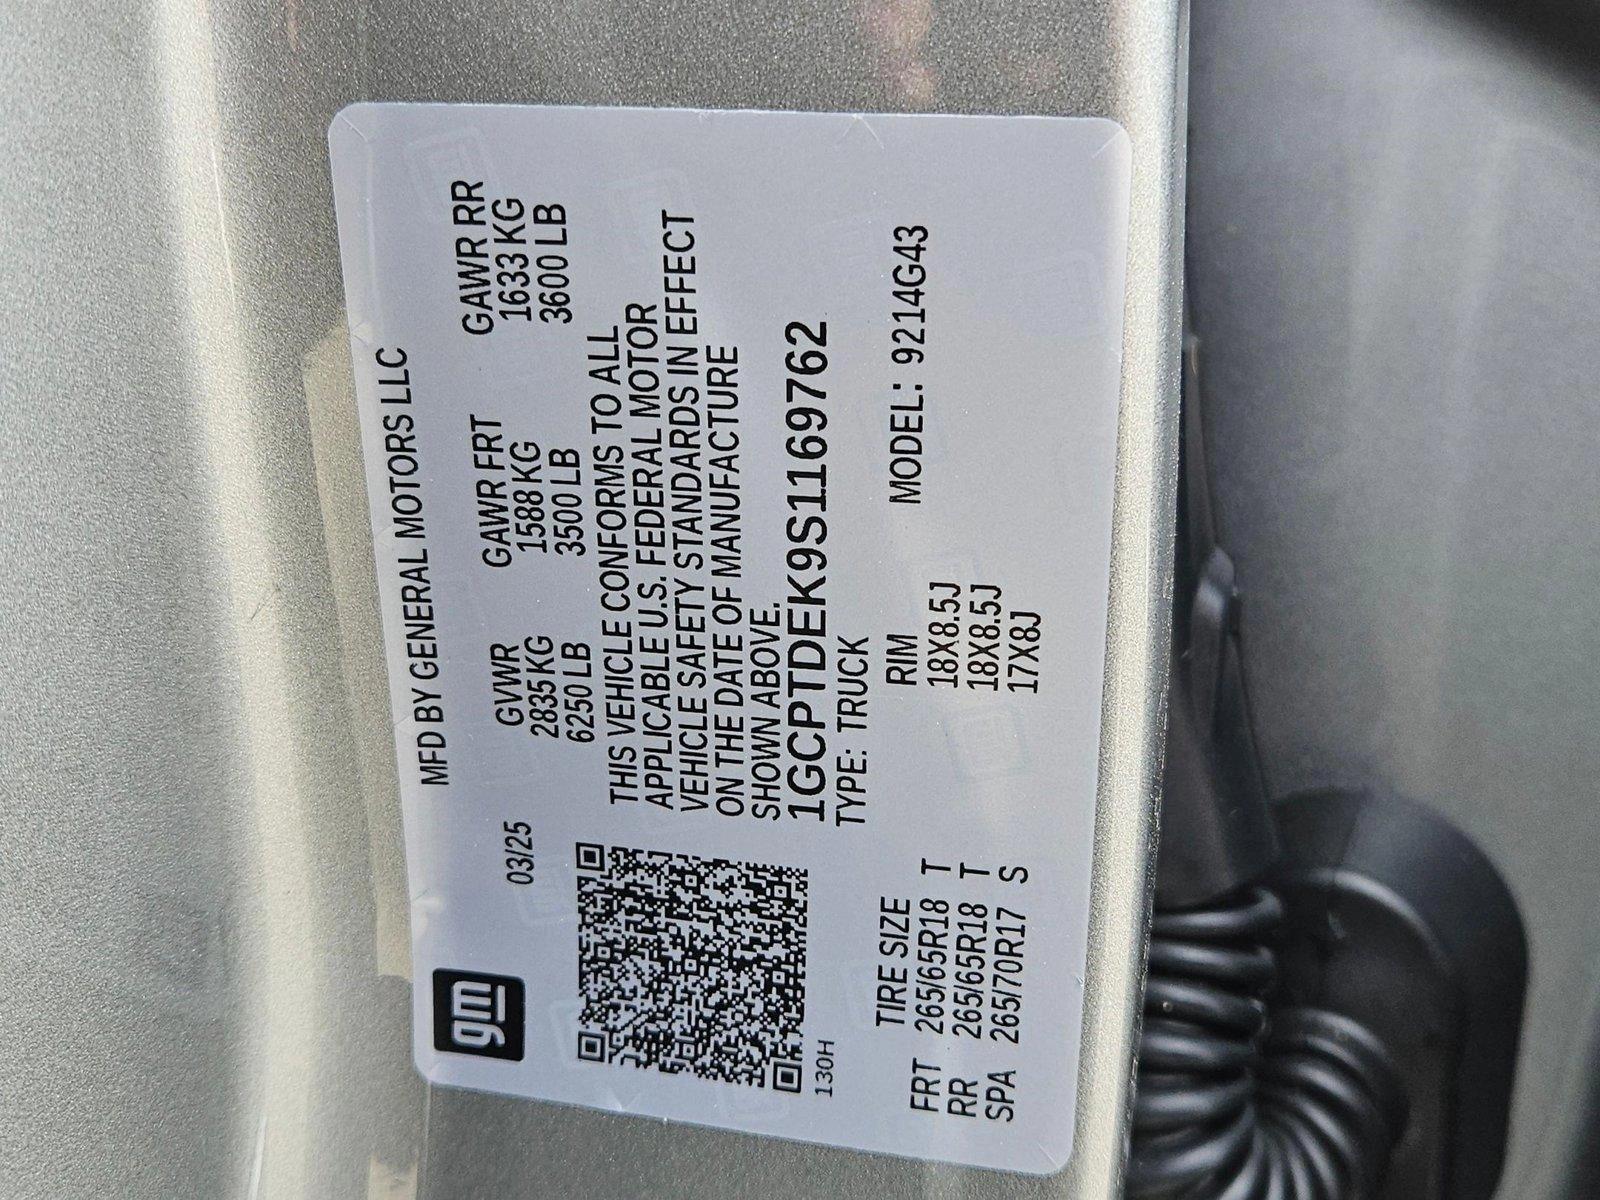 gm
MFD BY GENERAL MOTORS LLC
03/25
GVWR GAWR FRT GAWR RR
2835 KG 1588 KG 1633 KG
6250 LB 3500 LB 3600 LB
THIS VEHICLE CONFORMS TO ALL
APPLICABLE U.S. FEDERAL MOTOR
VEHICLE SAFETY STANDARDS IN EFFECT
ON THE DATE OF MANUFACTURE
SHOWN ABOVE.
1GCPTDEK9S1169762
130H
TYPE: TRUCK
TIRE SIZE RIM MODEL: 9214G43
FRT 265/65R18 T 18X8.5J
RR 265/65R18 T 18X8.5J
SPA 265/70R17 S 17X8J